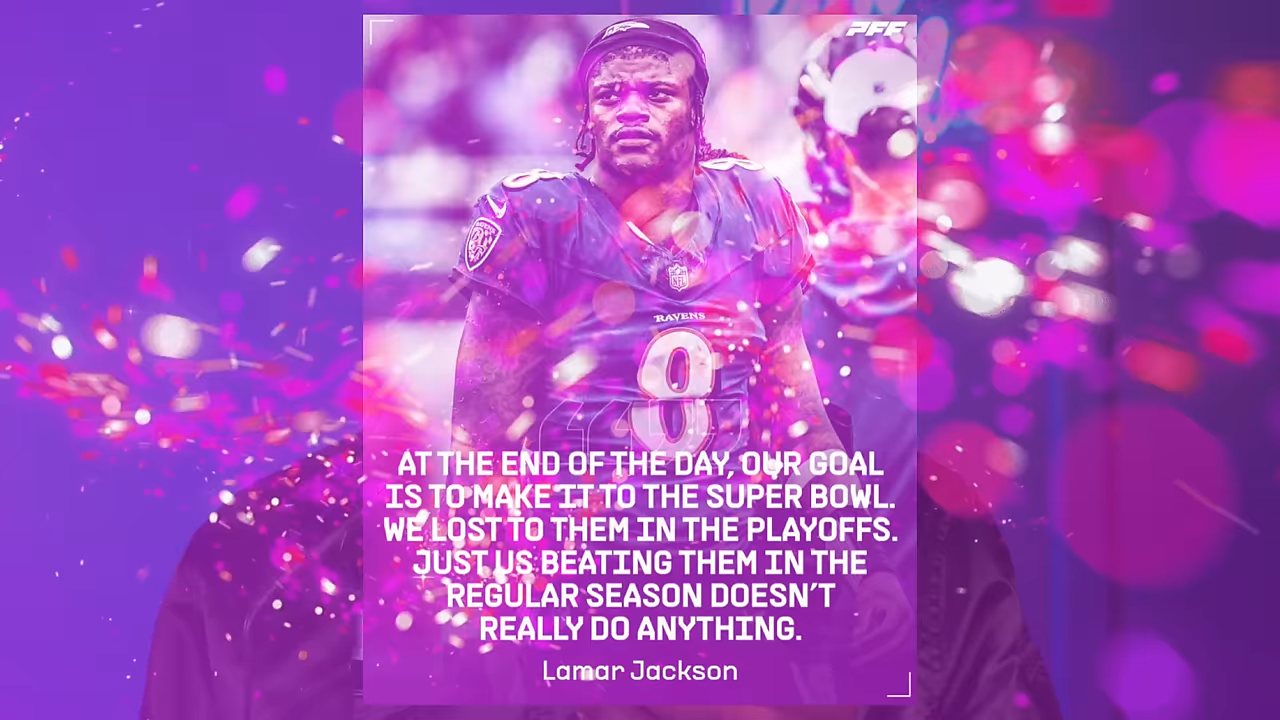 PFF
NFL
RAVENS
8
AT THE END OF THE DAY, OUR GOAL
IS TO MAKE IT TO THE SUPER BOWL.
WE LOST TO THEM IN THE PLAYOFFS.
JUST US BEATING THEM IN THE
REGULAR SEASON DOESN'T
REALLY DO ANYTHING.
Lamar Jackson